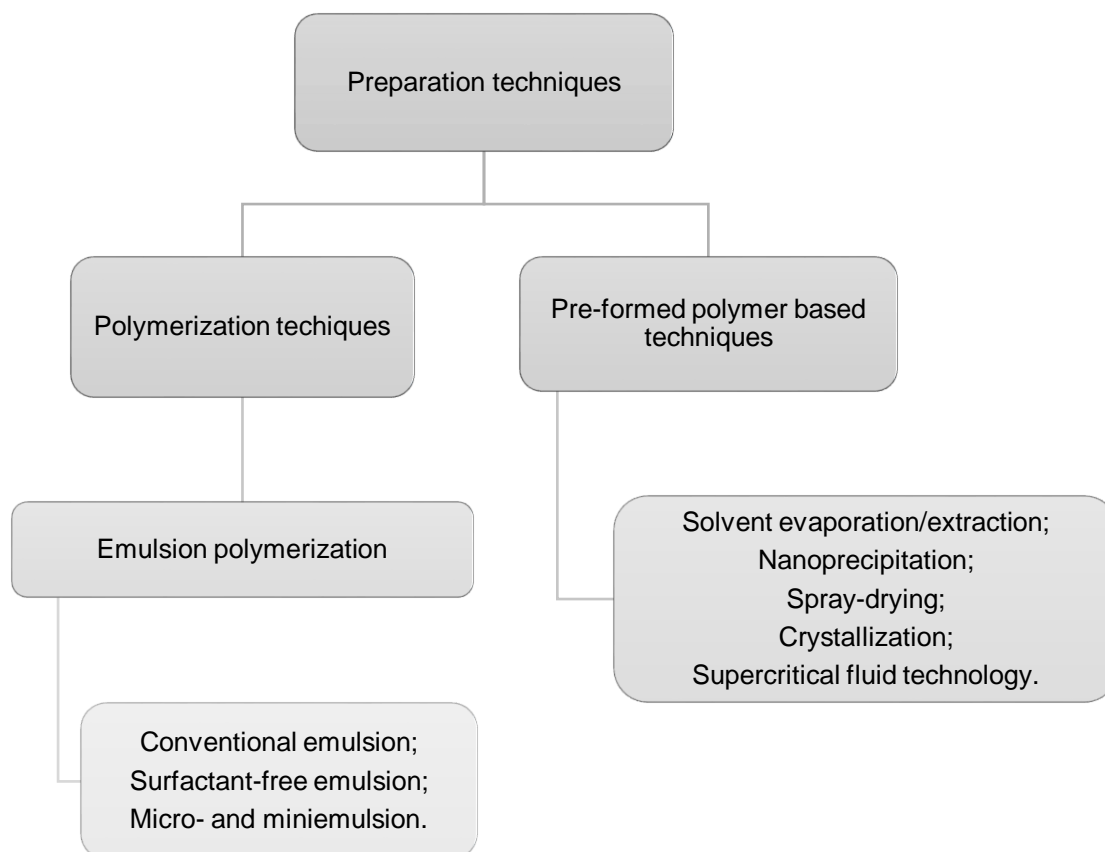 Preparation techniques
Polymerization techiques
Pre-formed polymer based
techniques
Emulsion polymerization
Solvent evaporation/extraction;
Nanoprecipitation;
Spray-drying;
Crystallization;
Supercritical fluid technology.
Conventional emulsion;
Surfactant-free emulsion;
Micro- and miniemulsion.